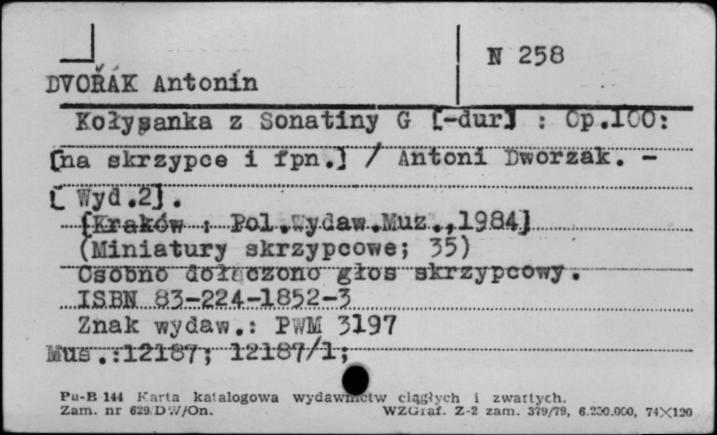 N 258
DVOŘÁK Antonín
Kołysanka z Sonatiny G [-dur] : Op.100:
[na skrzypce i fpn.] / Antoni Dworzak. -
[ Wyd.2].
[Kraków : Pol.Wydaw.Muz.,1984]
(Miniatury skrzypcowe; 35)
Osobno dołączono głos skrzypcowy.
ISBN 83-224-1852-3
Znak wydaw.: PWM 3197
Mus.:12187; 12187/1;
Pu-B 144 Karta katalogowa wydawnictw ciągłych i zwartych.
Zam. nr 629/DW/On. WZGraf. Z-2 zam. 379/79, 6.250.000, 74×120